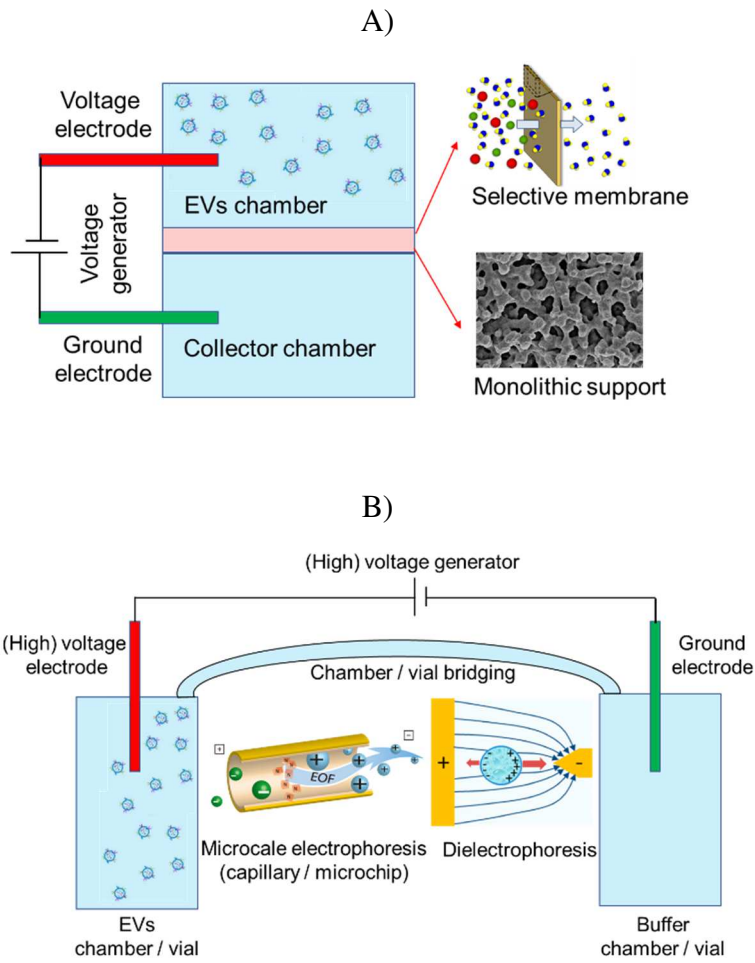 A)
Voltage
electrode
Voltage
generator
EVs chamber
Selective membrane
Ground
electrode
Collector chamber
Monolithic support
B)
(High) voltage generator
(High) voltage
electrode
Ground
electrode
Chamber / vial bridging
+
-
EOF
+
-
+
-
Microcale electrophoresis
(capillary / microchip)
Dielectrophoresis
EVs
chamber / vial
Buffer
chamber / vial